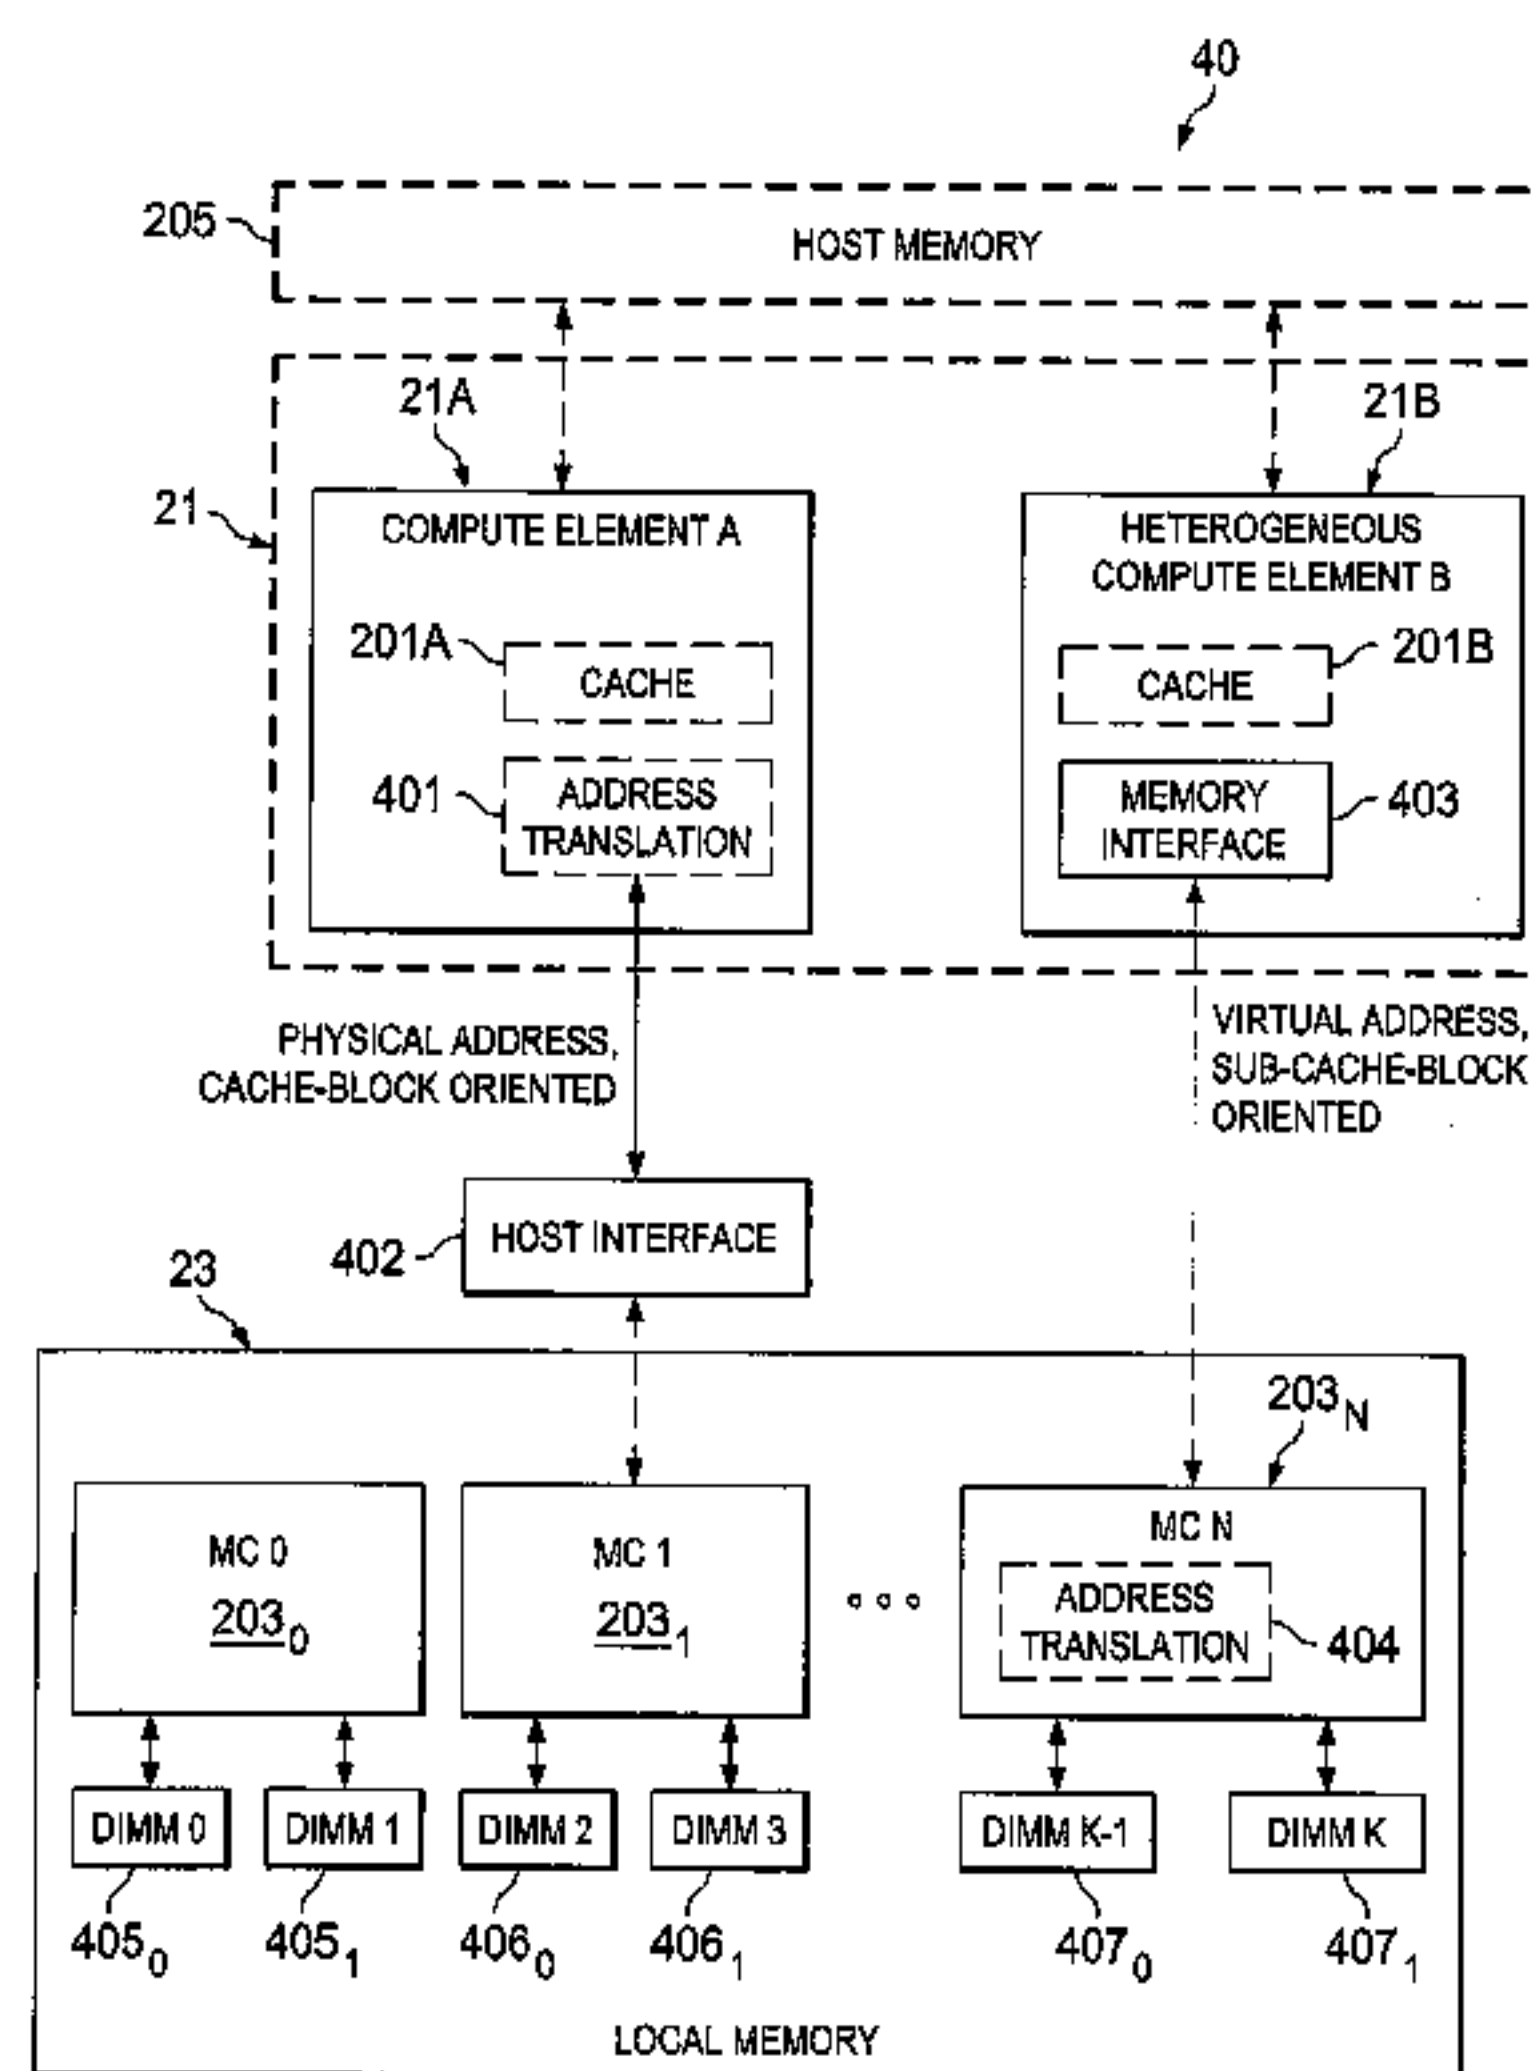 40
205
HOST MEMORY
21A
21B
21
COMPUTE ELEMENT A
HETEROGENEOUS
COMPUTE ELEMENT B
201A
CACHE
CACHE
201B
401
ADDRESS
TRANSLATION
MEMORY
INTERFACE
403
PHYSICAL ADDRESS,
CACHE-BLOCK ORIENTED
VIRTUAL ADDRESS,
SUB-CACHE-BLOCK
ORIENTED
402
HOST INTERFACE
23
203N
MC 0
2030
MC 1
2031
MC N
ADDRESS
TRANSLATION
404
DIMM 0
DIMM 1
DIMM 2
DIMM 3
DIMM K-1
DIMM K
4050
4051
4060
4061
4070
4071
LOCAL MEMORY